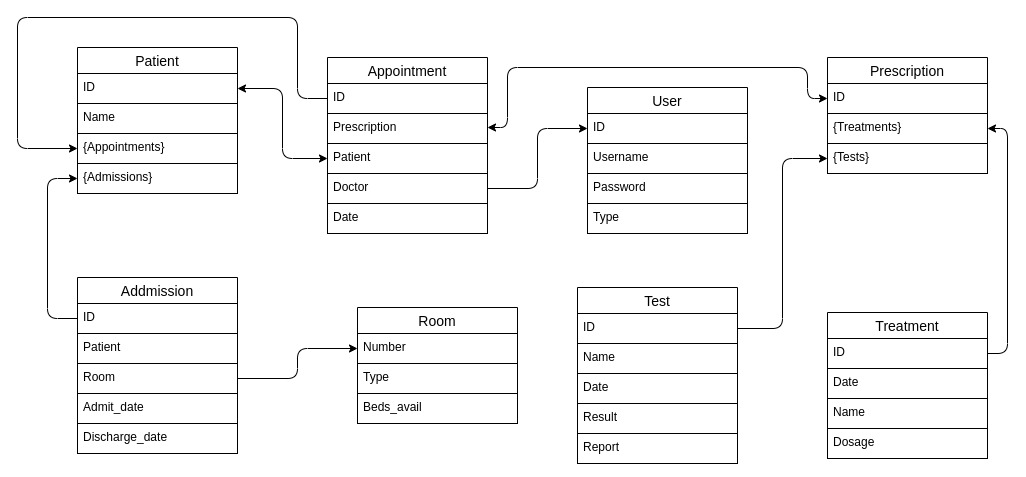 Patient
ID
Name
{Appointments}
{Admissions}
Appointment
ID
Prescription
Patient
Doctor
Date
User
ID
Username
Password
Type
Prescription
ID
{Treatments}
{Tests}
Addmission
ID
Patient
Room
Admit_date
Discharge_date
Room
Number
Type
Beds_avail
Test
ID
Name
Date
Result
Report
Treatment
ID
Date
Name
Dosage